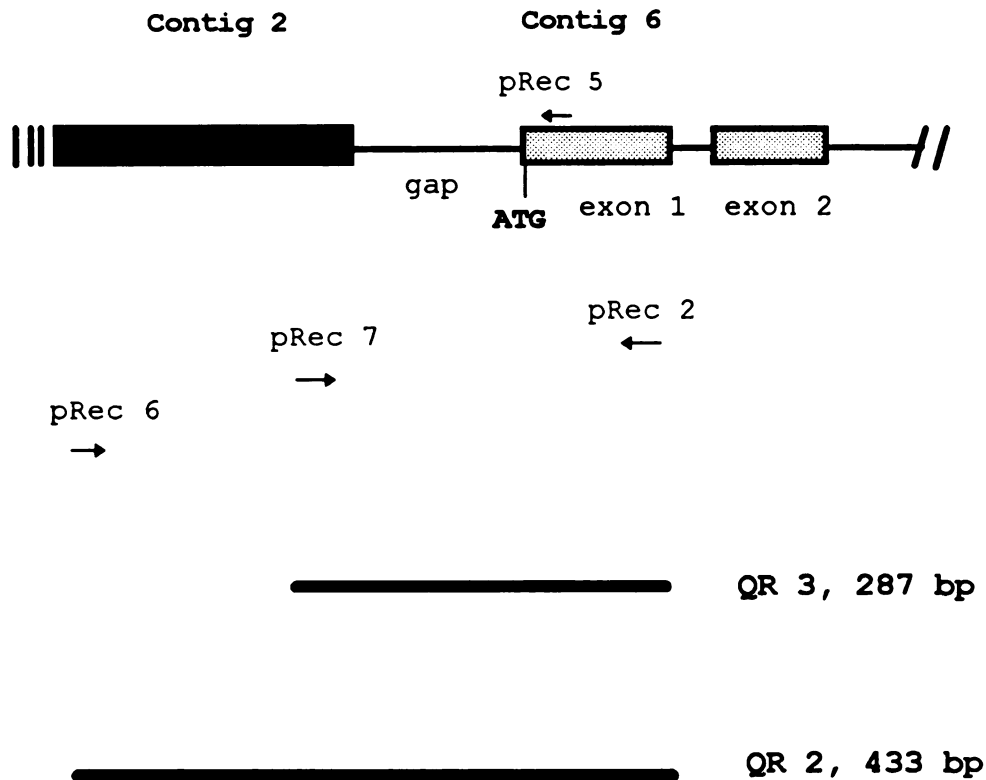 Contig 2
Contig 6
pRec 5
gap
ATG
exon 1
exon 2
pRec 2
pRec 7
pRec 6
QR 3, 287 bp
QR 2, 433 bp